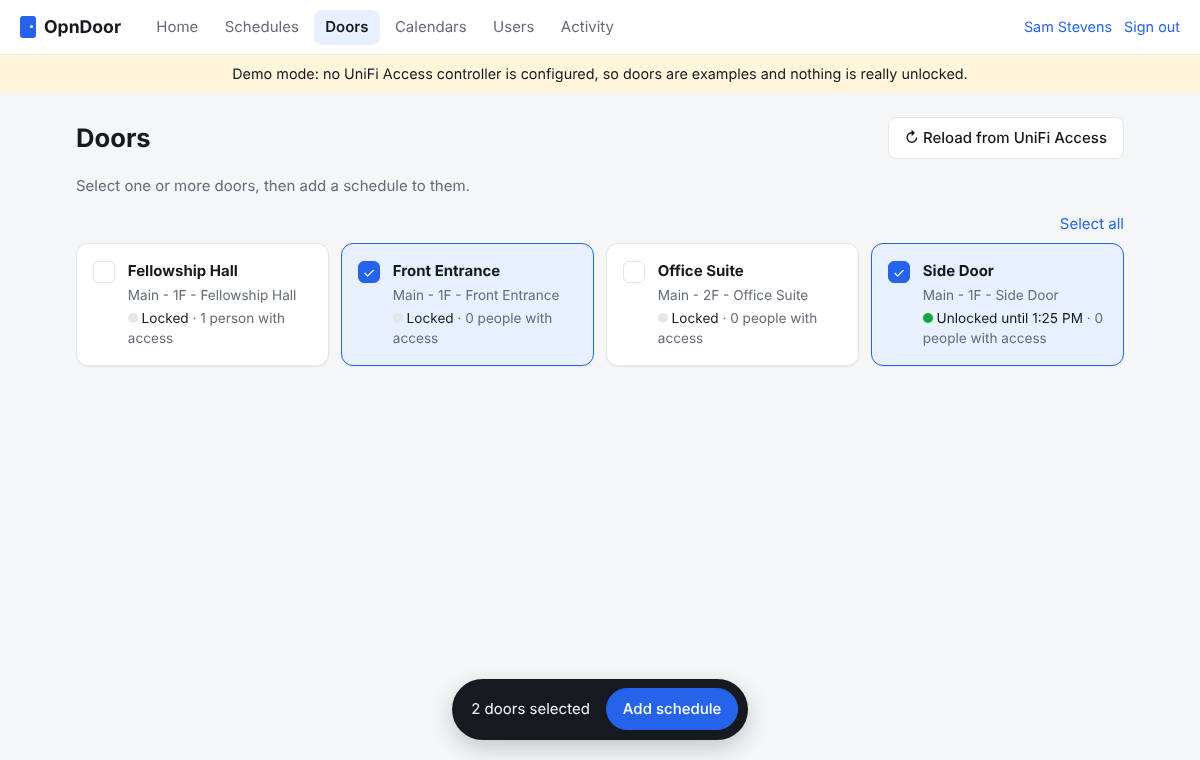 OpnDoor Home Schedules Doors Calendars Users Activity Sam Stevens Sign out
Demo mode: no UniFi Access controller is configured, so doors are examples and nothing is really unlocked.
Doors
↻ Reload from UniFi Access
Select one or more doors, then add a schedule to them.
Select all
Fellowship Hall
Main - 1F - Fellowship Hall
Locked · 1 person with
access
Front Entrance
Main - 1F - Front Entrance
Locked · 0 people with
access
Office Suite
Main - 2F - Office Suite
Locked · 0 people with
access
Side Door
Main - 1F - Side Door
Unlocked until 1:25 PM · 0
people with access
2 doors selected Add schedule